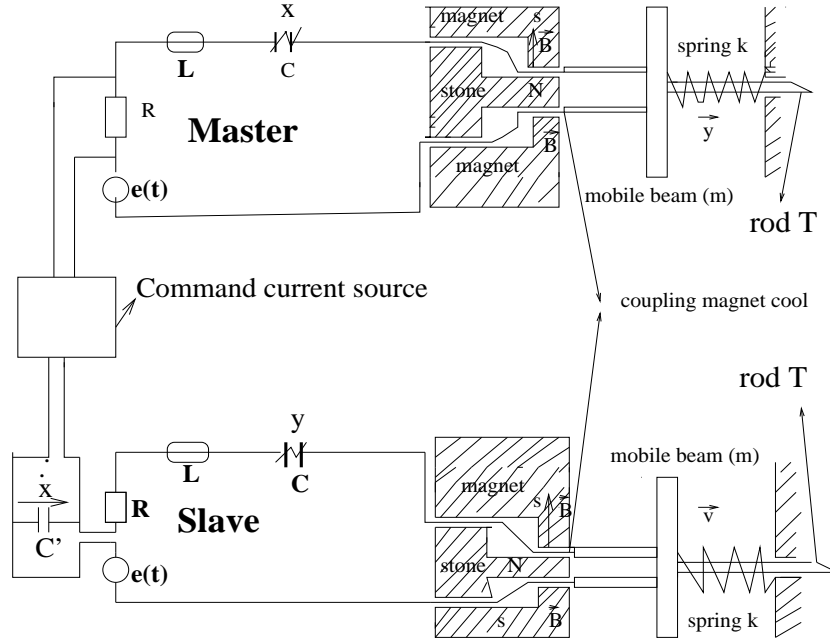 x
magnet
s
B
spring k
L
C
stone
N
R
Master
y
B
magnet
e(t)
mobile beam (m)
rod T
Command current source
coupling magnet cool
rod T
y
mobile beam (m)
L
C
magnet
s
B
v
x
R
Slave
C'
stone
N
e(t)
s
B
spring k